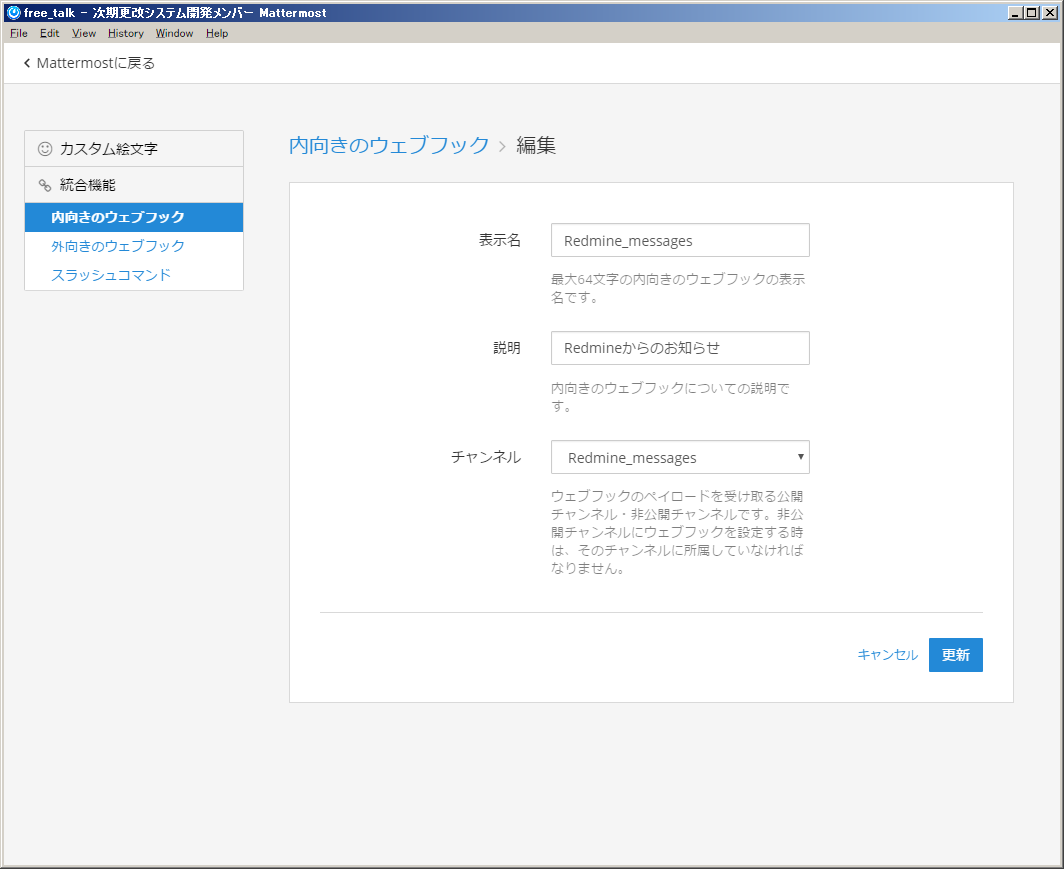 free_talk - 次期更改システム開発メンバー Mattermost
File Edit View History Window Help
Mattermostに戻る
カスタム絵文字
統合機能
内向きのウェブフック
外向きのウェブフック
スラッシュコマンド
内向きのウェブフック > 編集
表示名
Redmine_messages
最大64文字の内向きのウェブフックの表示
名です。
説明
Redmineからのお知らせ
内向きのウェブフックについての説明で
す。
チャンネル
Redmine_messages
ウェブフックのペイロードを受け取る公開
チャンネル・非公開チャンネルです。非公
開チャンネルにウェブフックを設定する時
は、そのチャンネルに所属していなければ
なりません。
キャンセル
更新